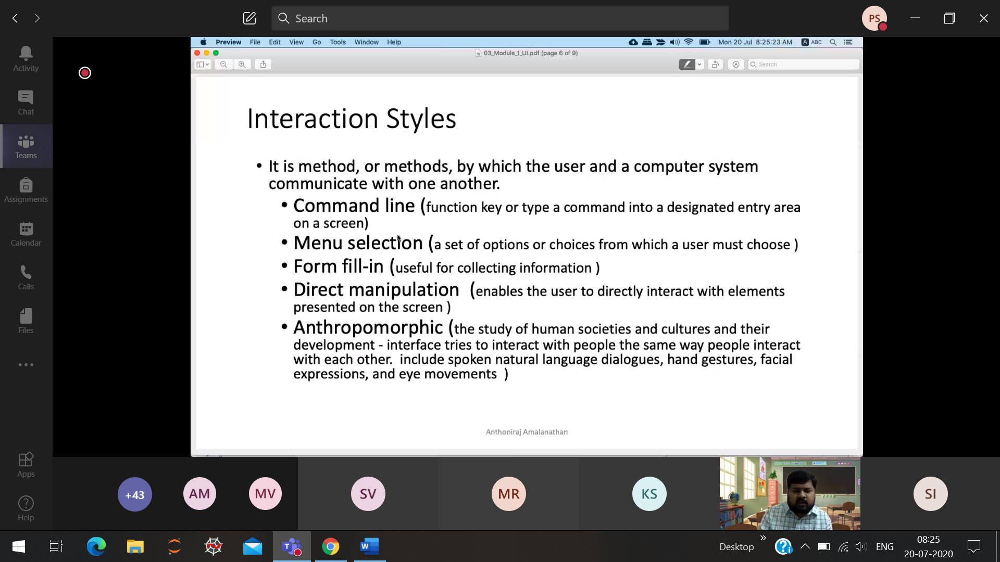 Search
PS
Activity
Chat
Teams
Assignments
Calendar
Calls
Files
Apps
Help
Preview File Edit View Go Tools Window Help
Mon 20 Jul 8:25:23 AM A ABC
03_Module_1_UI.pdf (page 6 of 9)
Search
Interaction Styles
• It is method, or methods, by which the user and a computer system
communicate with one another.
• Command line (function key or type a command into a designated entry area
on a screen)
• Menu selection (a set of options or choices from which a user must choose )
• Form fill-in (useful for collecting information )
• Direct manipulation (enables the user to directly interact with elements
presented on the screen )
• Anthropomorphic (the study of human societies and cultures and their
development - interface tries to interact with people the same way people interact
with each other. include spoken natural language dialogues, hand gestures, facial
expressions, and eye movements )
Anthoniraj Amalanathan
+43 AM MV SV MR KS SI
Desktop ENG 08:25
20-07-2020